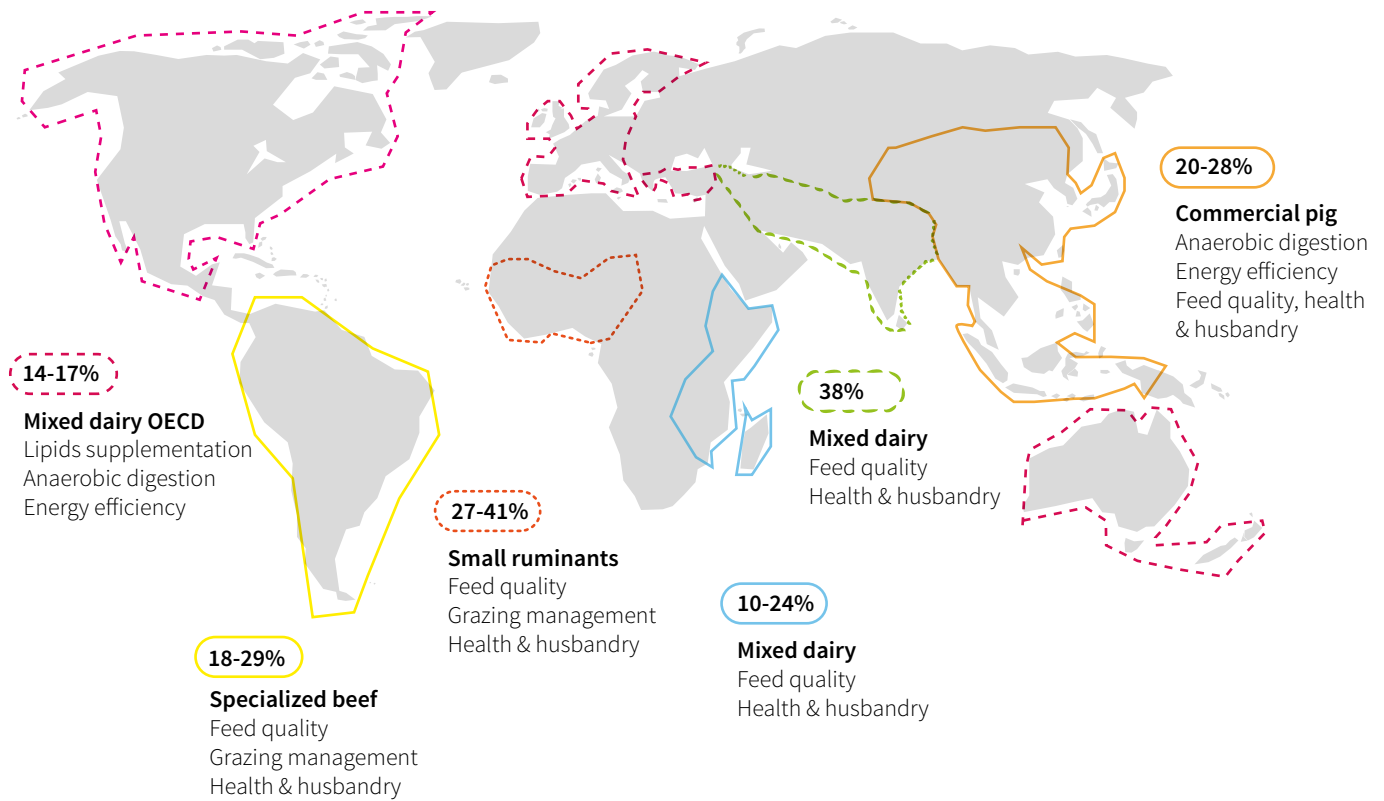 14-17%
Mixed dairy OECD
Lipids supplementation
Anaerobic digestion
Energy efficiency
18-29%
Specialized beef
Feed quality
Grazing management
Health & husbandry
27-41%
Small ruminants
Feed quality
Grazing management
Health & husbandry
10-24%
Mixed dairy
Feed quality
Health & husbandry
38%
Mixed dairy
Feed quality
Health & husbandry
20-28%
Commercial pig
Anaerobic digestion
Energy efficiency
Feed quality, health
& husbandry